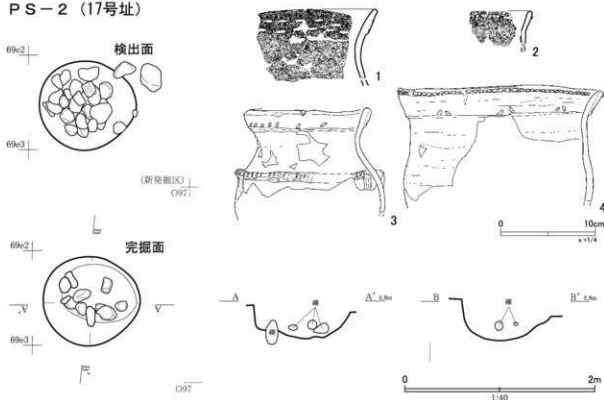 PS-2 (17号址)
69e2
検出面
69e3
(新発掘区)
O97
1
2
3
4
0 10cm
s=1/4
B
69e2
完掘面
A' A
69e3
B'
O97
A A' 4.8m
礫
礫
B B' 4.8m
礫
0 2m
1:40